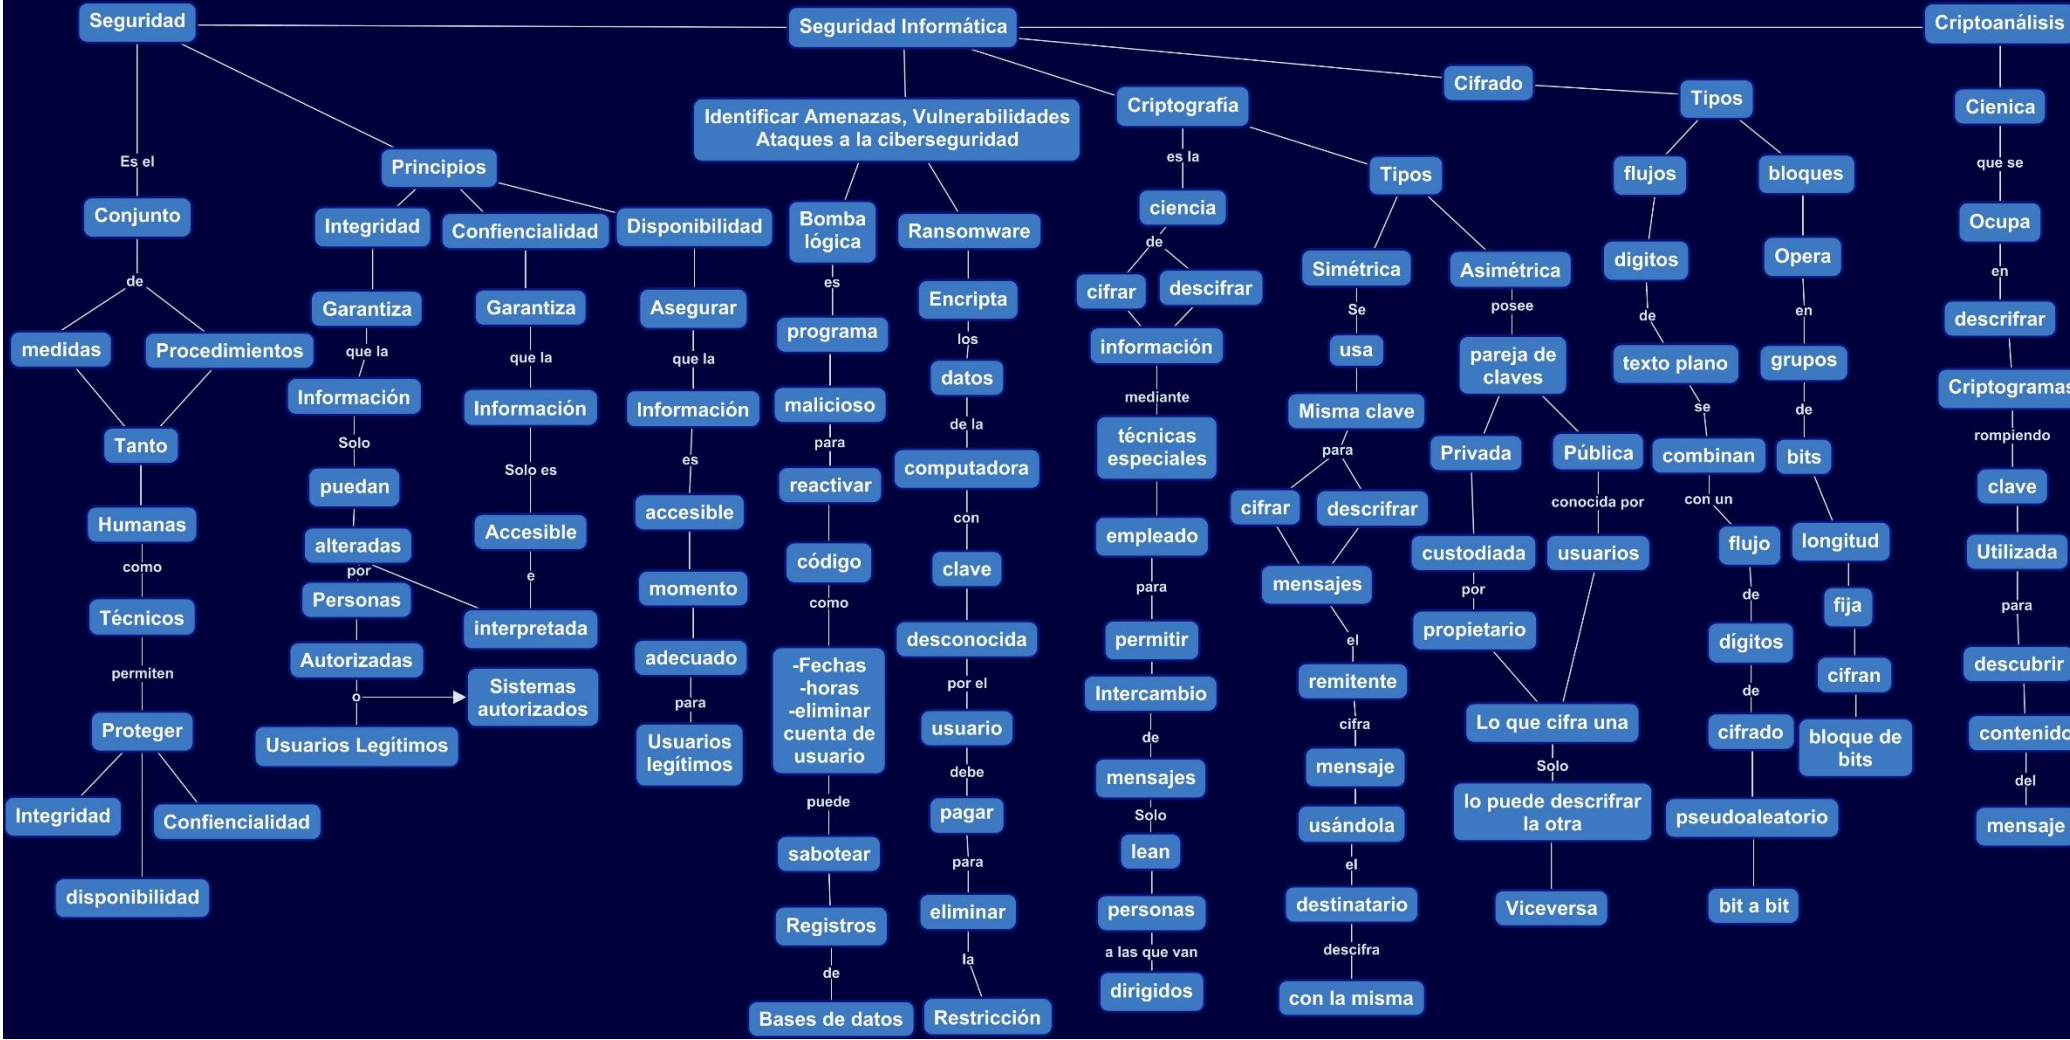 Seguridad
Es el
Conjunto
de
medidas
Procedimientos
Tanto
Humanas
como
Técnicos
permiten
Proteger
Integridad
Confiencialidad
disponibilidad
Principios
Integridad
Garantiza
que la
Información
Solo
puedan
alteradas
por
Personas
Autorizadas
o
Sistemas
autorizados
Usuarios Legítimos
Confiencialidad
Garantiza
que la
Información
Solo es
Accesible
e
interpretada
Disponibilidad
Asegurar
que la
Información
es
accesible
momento
adecuado
para
Usuarios
legítimos
Seguridad Informática
Identificar Amenazas, Vulnerabilidades
Ataques a la ciberseguridad
Bomba
lógica
es
programa
malicioso
para
reactivar
código
como
-Fechas
-horas
-eliminar
cuenta de
usuario
puede
sabotear
Registros
de
Bases de datos
Ransomware
Encripta
los
datos
de la
computadora
con
clave
desconocida
por el
usuario
debe
pagar
para
eliminar
la
Restricción
Criptografía
es la
ciencia
de
cifrar
descifrar
información
mediante
técnicas
especiales
empleado
para
permitir
Intercambio
de
mensajes
Solo
lean
personas
a las que van
dirigidos
Tipos
Simétrica
Se
usa
Misma clave
para
cifrar
descrifrar
mensajes
el
remitente
cifra
mensaje
usándola
el
destinatario
descifra
con la misma
Asimétrica
posee
pareja de
claves
Privada
custodiada
por
propietario
Pública
conocida por
usuarios
Lo que cifra una
Solo
lo puede descrifrar
la otra
Viceversa
Cifrado
Tipos
flujos
digitos
de
texto plano
se
combinan
con un
flujo
de
dígitos
de
cifrado
pseudoaleatorio
bit a bit
bloques
Opera
en
grupos
de
bits
longitud
fija
cifran
bloque de
bits
Criptoanálisis
Cienica
que se
Ocupa
en
descrifrar
Criptogramas
rompiendo
clave
Utilizada
para
descubrir
contenido
del
mensaje